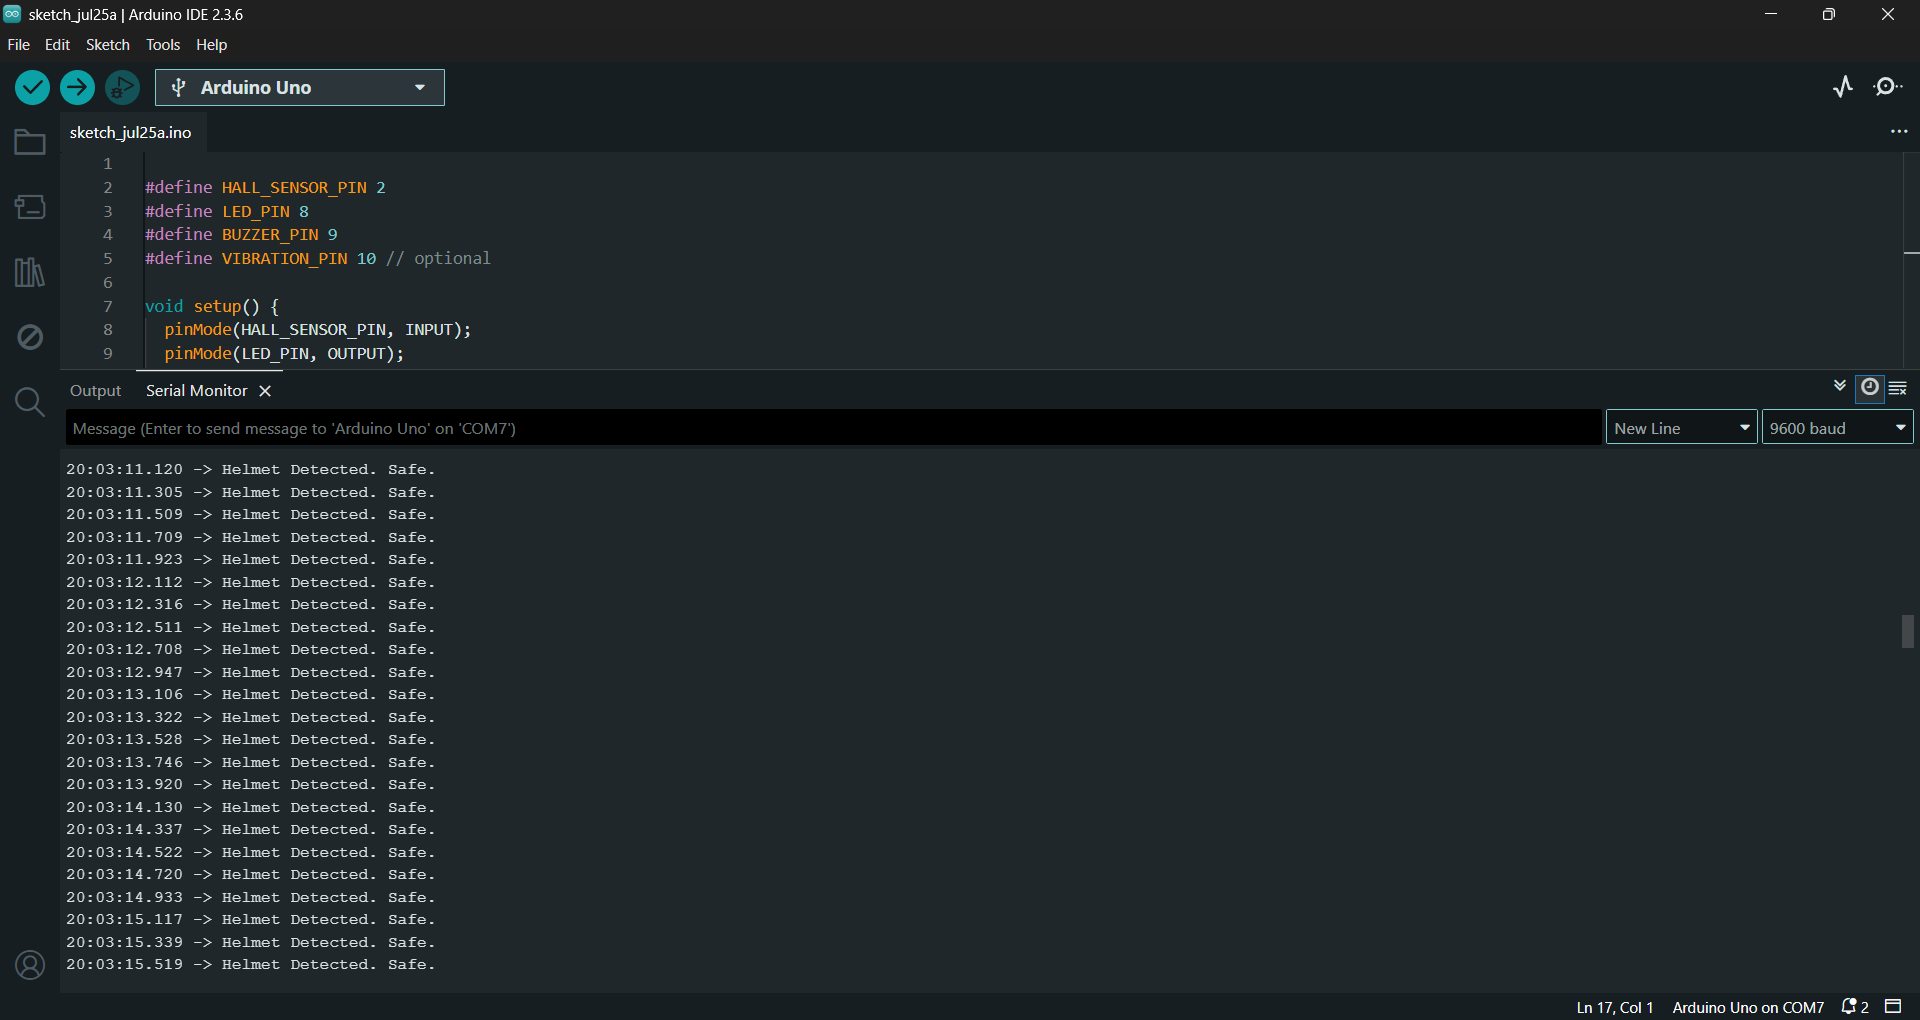 sketch_jul25a | Arduino IDE 2.3.6
File Edit Sketch Tools Help
Arduino Uno
sketch_jul25a.ino
1
2 #define HALL_SENSOR_PIN 2
3 #define LED_PIN 8
4 #define BUZZER_PIN 9
5 #define VIBRATION_PIN 10 // optional
6
7 void setup() {
8 pinMode(HALL_SENSOR_PIN, INPUT);
9 pinMode(LED_PIN, OUTPUT);
Output Serial Monitor
Message (Enter to send message to 'Arduino Uno' on 'COM7') New Line 9600 baud
20:03:11.120 -> Helmet Detected. Safe.
20:03:11.305 -> Helmet Detected. Safe.
20:03:11.509 -> Helmet Detected. Safe.
20:03:11.709 -> Helmet Detected. Safe.
20:03:11.923 -> Helmet Detected. Safe.
20:03:12.112 -> Helmet Detected. Safe.
20:03:12.316 -> Helmet Detected. Safe.
20:03:12.511 -> Helmet Detected. Safe.
20:03:12.708 -> Helmet Detected. Safe.
20:03:12.947 -> Helmet Detected. Safe.
20:03:13.106 -> Helmet Detected. Safe.
20:03:13.322 -> Helmet Detected. Safe.
20:03:13.528 -> Helmet Detected. Safe.
20:03:13.746 -> Helmet Detected. Safe.
20:03:13.920 -> Helmet Detected. Safe.
20:03:14.130 -> Helmet Detected. Safe.
20:03:14.337 -> Helmet Detected. Safe.
20:03:14.522 -> Helmet Detected. Safe.
20:03:14.720 -> Helmet Detected. Safe.
20:03:14.933 -> Helmet Detected. Safe.
20:03:15.117 -> Helmet Detected. Safe.
20:03:15.339 -> Helmet Detected. Safe.
20:03:15.519 -> Helmet Detected. Safe.
Ln 17, Col 1 Arduino Uno on COM7 2